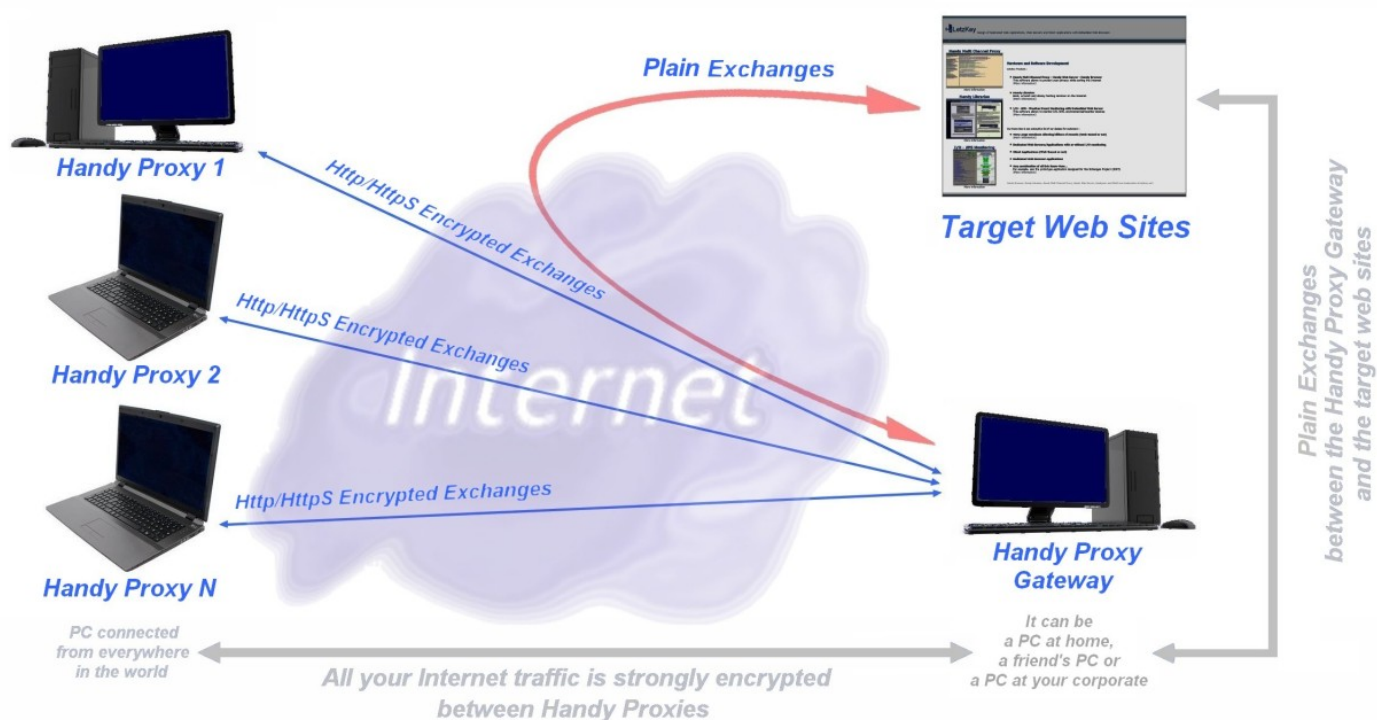 Plain Exchanges
LetzKey
Handy Proxy 1
Target Web Sites
Http/HttpS Encrypted Exchanges
Http/HttpS Encrypted Exchanges
Handy Proxy 2
Internet
Http/HttpS Encrypted Exchanges
Handy Proxy N
Handy Proxy
Gateway
Plain Exchanges
between the Handy Proxy Gateway
and the target web sites
PC connected
from everywhere
in the world
It can be
a PC at home,
a friend's PC or
a PC at your corporate
All your Internet traffic is strongly encrypted
between Handy Proxies